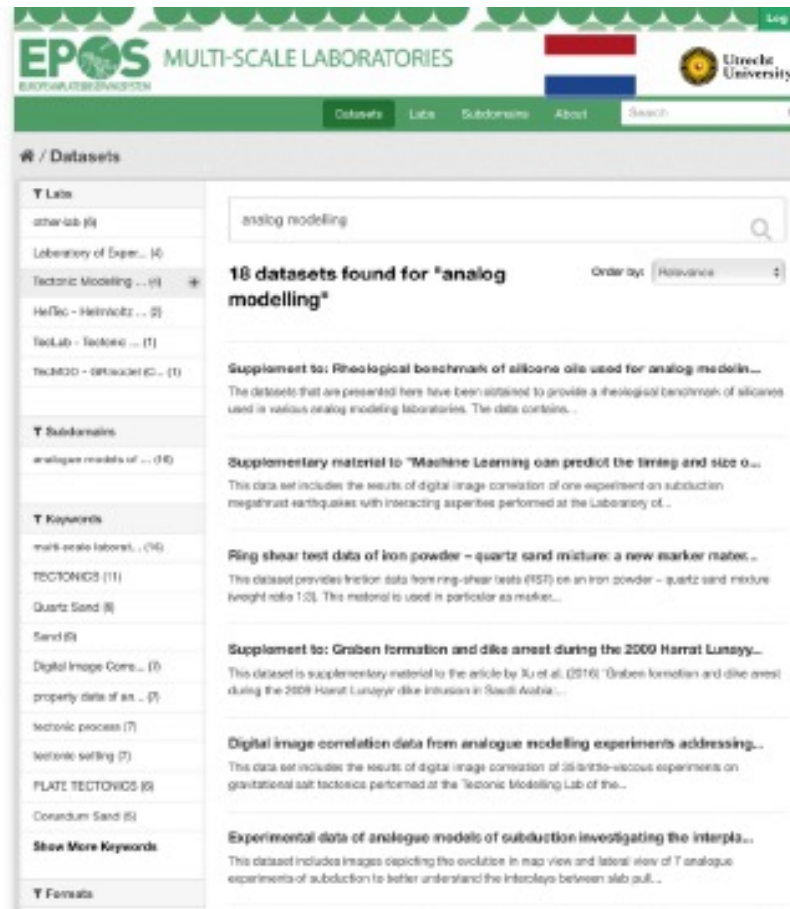 Log
EPOS MULTI-SCALE LABORATORIES
Utrecht
University
EUROPEAN PLATE OBSERVING SYSTEM
Datasets Labs Subdomains About Search
/ Datasets
Labs
other-lab (6)
Laboratory of Exper... (4)
Tectonic Modelling ... (4) +
HelTec - Helmholtz ... (2)
TecLab - Tectonic ... (1)
Subdomains
analogue models of ... (16)
Keywords
multi-scale laborat... (16)
TECTONICS (11)
Quartz Sand (8)
Sand (8)
Digital Image Corre... (7)
property data of an... (7)
tectonic process (7)
tectonic setting (7)
PLATE TECTONICS (6)
Corundum Sand (5)
Show More Keywords
Formats
analog modelling
18 datasets found for "analog
modelling"
Order by: Relevance
Supplement to: Rheological benchmark of silicone oils used for analog modelin...
The datasets that are presented here have been obtained to provide a rheological benchmark of silicones
used in various analog modeling laboratories. The data contains...
Supplementary material to "Machine Learning can predict the timing and size o...
This data set includes the results of digital image correlation of one experiment on subduction
megathrust earthquakes with interacting asperities performed at the Laboratory of...
Ring shear test data of iron powder – quartz sand mixture: a new marker mater...
This dataset provides friction data from ring-shear tests (RST) on an iron powder – quartz sand mixture
(weight ratio 1:3). This material is used in particular as marker...
Supplement to: Graben formation and dike arrest during the 2009 Harrat Lunayy...
This dataset is supplementary material to the article by Xu et al. (2016) "Graben formation and dike arrest
during the 2009 Harrat Lunayyir dike intrusion in Saudi Arabia:...
Digital image correlation data from analogue modelling experiments addressing...
This data set includes the results of digital image correlation of 35 brittle-viscous experiments on
gravitational salt tectonics performed at the Tectonic Modelling Lab of the...
Experimental data of analogue models of subduction investigating the interpla...
This dataset includes images depicting the evolution in map view and lateral view of 7 analogue
experiments of subduction to better understand the interplays between slab pull...